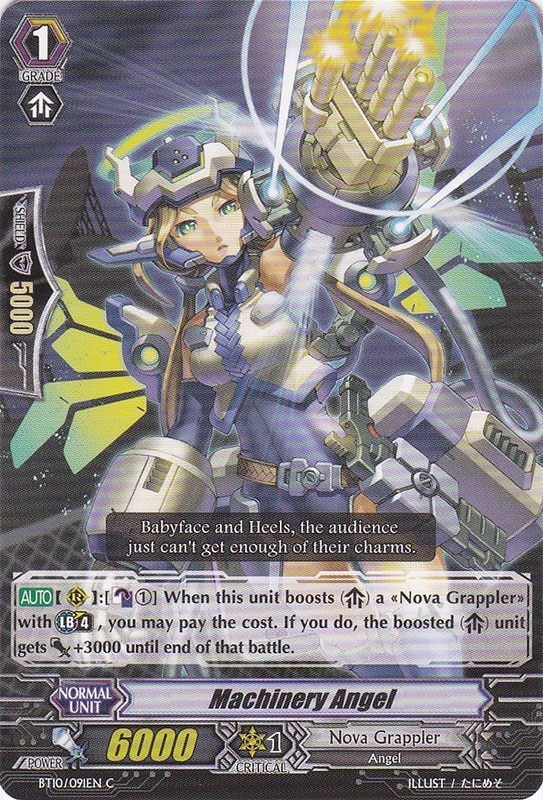 1
GRADE
SHIELD
5000
Babyface and Heels, the audience
just can't get enough of their charms.
AUTO [ ]:[ ①] When this unit boosts ( ) a «Nova Grappler»
with LB4 , you may pay the cost. If you do, the boosted ( ) unit
gets +3000 until end of that battle.
NORMAL
UNIT
Machinery Angel
POWER
6000
1
CRITICAL
Nova Grappler
Angel
BT10/091EN C
ILLUST / たにめそ